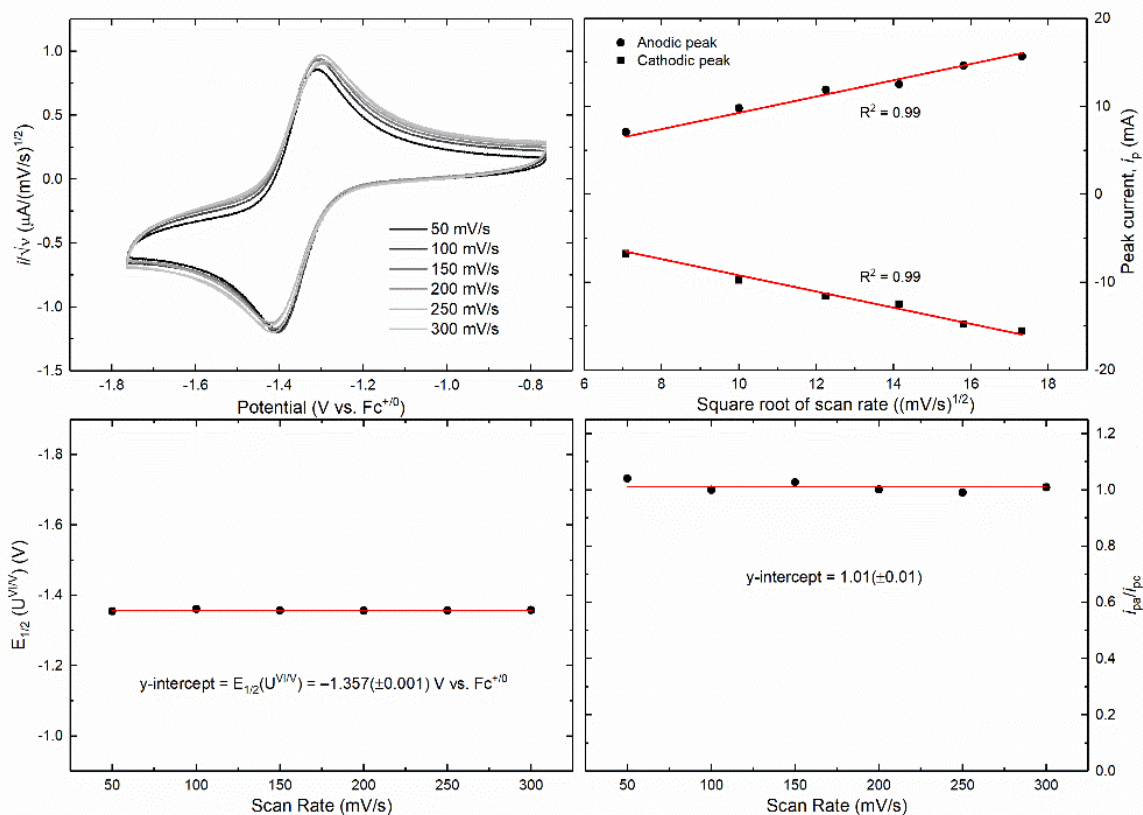 1.0
0.5
0.0
-0.5
-1.0
-1.5
i/√ν (μA/(mV/s)^1/2)
50 mV/s
100 mV/s
150 mV/s
200 mV/s
250 mV/s
300 mV/s
-1.8 -1.6 -1.4 -1.2 -1.0 -0.8
Potential (V vs. Fc^+/0)
Anodic peak
Cathodic peak
R² = 0.99
R² = 0.99
20
10
0
-10
-20
Peak current, i_p (mA)
6 8 10 12 14 16 18
Square root of scan rate ((mV/s)^1/2)
-1.8
-1.6
-1.4
-1.2
-1.0
E_1/2 (U^VI/V) (V)
y-intercept = E_1/2(U^VI/V) = –1.357(±0.001) V vs. Fc^+/0
50 100 150 200 250 300
Scan Rate (mV/s)
1.2
1.0
0.8
0.6
0.4
0.2
0.0
i_pa/i_pc
y-intercept = 1.01(±0.01)
50 100 150 200 250 300
Scan Rate (mV/s)